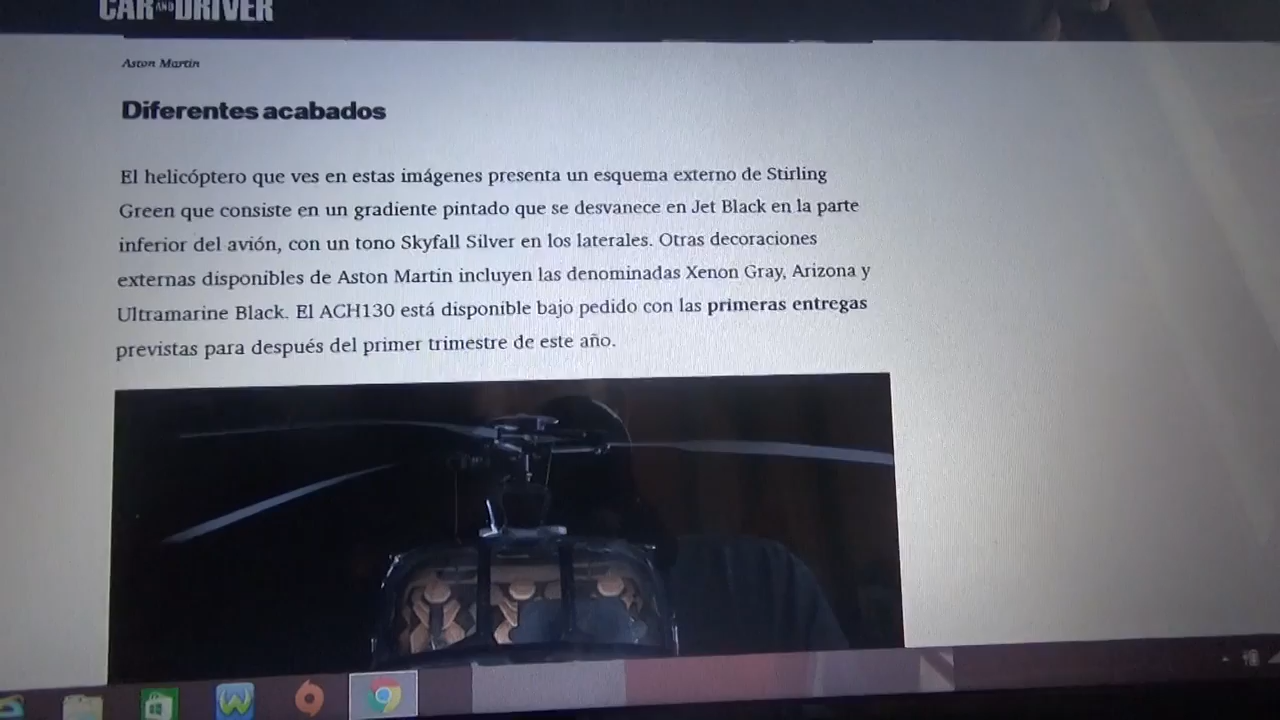 CAR AND DRIVER
Aston Martin
Diferentes acabados
El helicóptero que ves en estas imágenes presenta un esquema externo de Stirling
Green que consiste en un gradiente pintado que se desvanece en Jet Black en la parte
inferior del avión, con un tono Skyfall Silver en los laterales. Otras decoraciones
externas disponibles de Aston Martin incluyen las denominadas Xenon Gray, Arizona y
Ultramarine Black. El ACH130 está disponible bajo pedido con las primeras entregas
previstas para después del primer trimestre de este año.